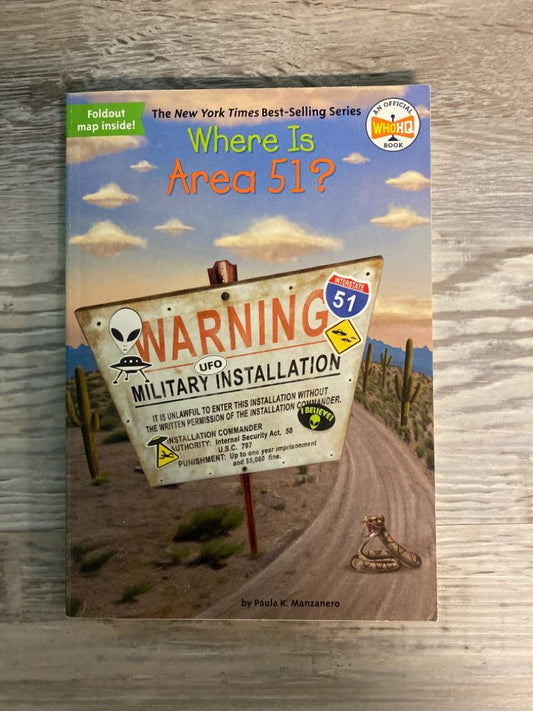 Foldout
map inside!
The New York Times Best-Selling Series
AN OFFICIAL
WHOHQ
BOOK
Where Is
Area 51?
INTERSTATE
51
WARNING
UFO
MILITARY INSTALLATION
IT IS UNLAWFUL TO ENTER THIS INSTALLATION WITHOUT
THE WRITTEN PERMISSION OF THE INSTALLATION COMMANDER.
I BELIEVE!
INSTALLATION COMMANDER
AUTHORITY: Internal Security Act, 50
U.S.C. 797
PUNISHMENT: Up to one year imprisonment
and $5,000 fine.
by Paula K. Manzanero